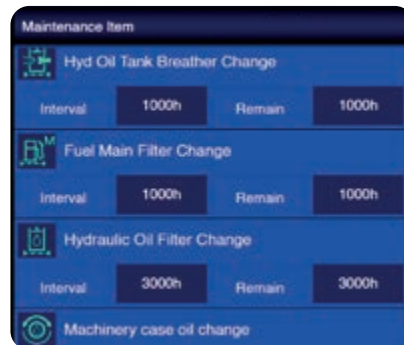 Maintenance Item
Hyd Oil Tank Breather Change
Interval 1000h Remain 1000h
M
Fuel Main Filter Change
Interval 1000h Remain 1000h
Hydraulic Oil Filter Change
Interval 3000h Remain 3000h
Machinery case oil change